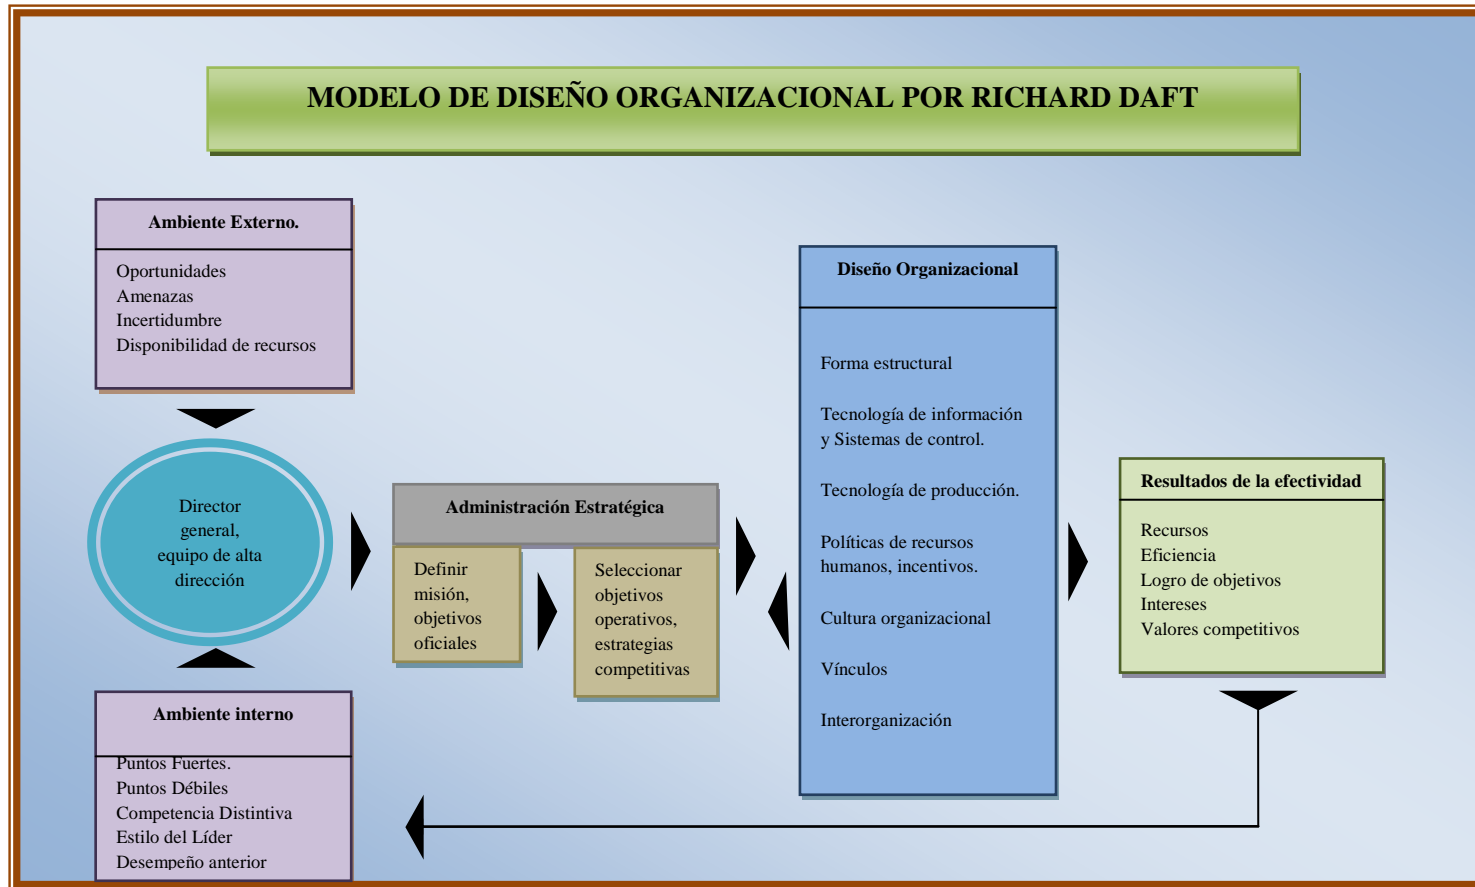 MODELO DE DISEÑO ORGANIZACIONAL POR RICHARD DAFT
Ambiente Externo.
Oportunidades
Amenazas
Incertidumbre
Disponibilidad de recursos
Director
general,
equipo de alta
dirección
Ambiente interno
Puntos Fuertes.
Puntos Débiles
Competencia Distintiva
Estilo del Líder
Desempeño anterior
Administración Estratégica
Definir
misión,
objetivos
oficiales
Seleccionar
objetivos
operativos,
estrategias
competitivas
Diseño Organizacional
Forma estructural
Tecnología de información
y Sistemas de control.
Tecnología de producción.
Políticas de recursos
humanos, incentivos.
Cultura organizacional
Vínculos
Interorganización
Resultados de la efectividad
Recursos
Eficiencia
Logro de objetivos
Intereses
Valores competitivos